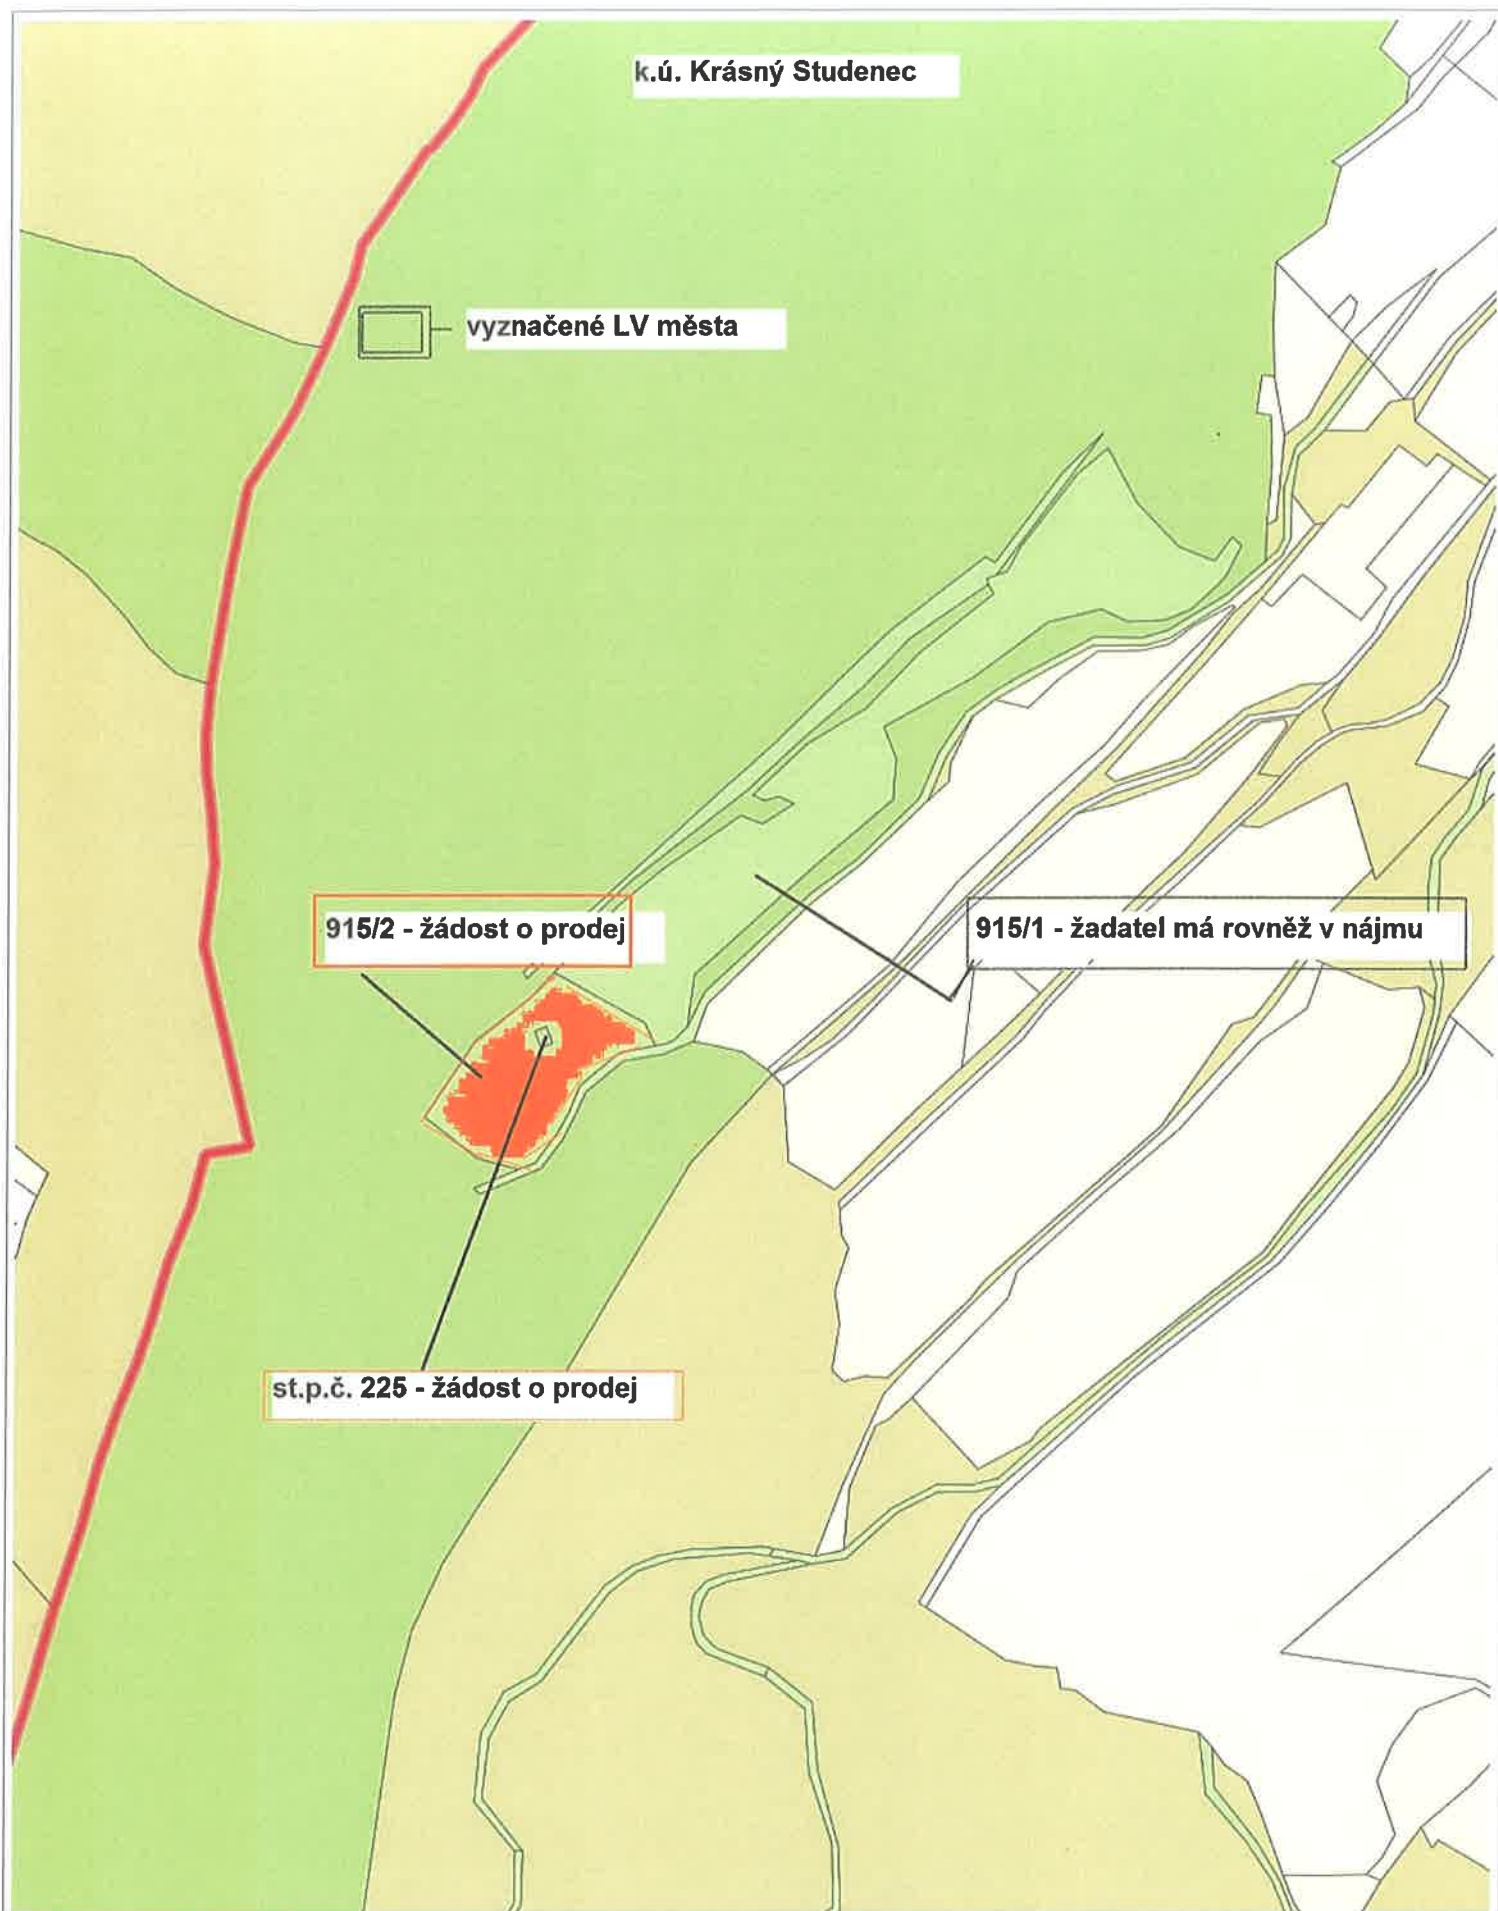 k.ú. Krásný Studenec
vyznačené LV města
915/2 - žádost o prodej
915/1 - žadatel má rovněž v nájmu
st.p.č. 225 - žádost o prodej